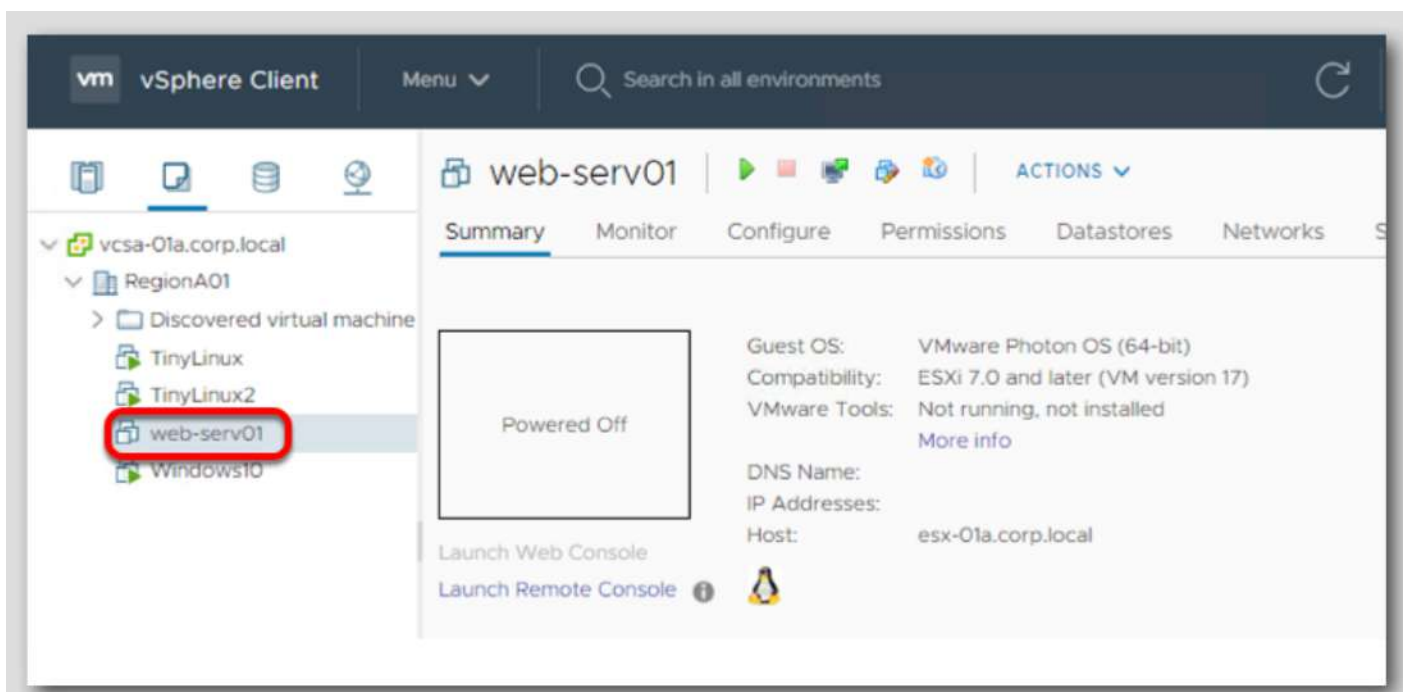 vm vSphere Client Menu Search in all environments
web-serv01 ACTIONS
Summary Monitor Configure Permissions Datastores Networks S
vcsa-01a.corp.local
RegionA01
Discovered virtual machine
TinyLinux
TinyLinux2
web-serv01
Windows10
Powered Off
Guest OS: VMware Photon OS (64-bit)
Compatibility: ESXi 7.0 and later (VM version 17)
VMware Tools: Not running, not installed
More info
DNS Name:
IP Addresses:
Host: esx-01a.corp.local
Launch Web Console
Launch Remote Console